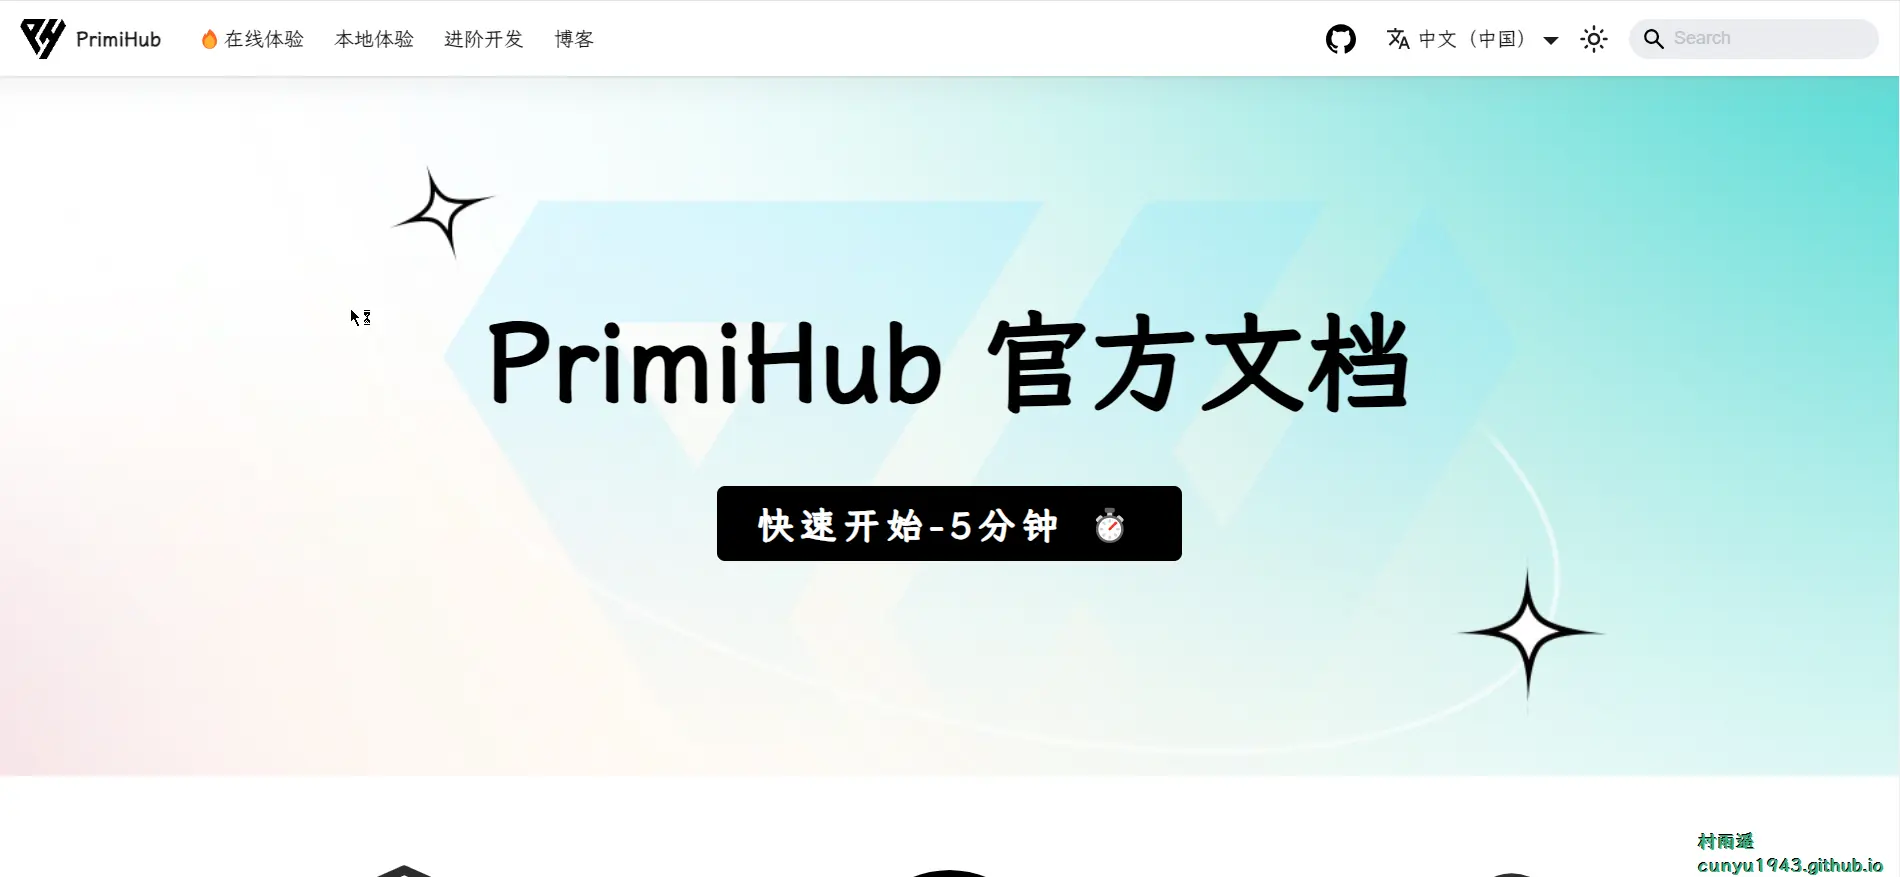 PrimiHub
🔥 在线体验
本地体验
进阶开发
博客
中文（中国）
Search
PrimiHub 官方文档
快速开始-5分钟 ⏱️
村雨遥
cunyu1943.github.io